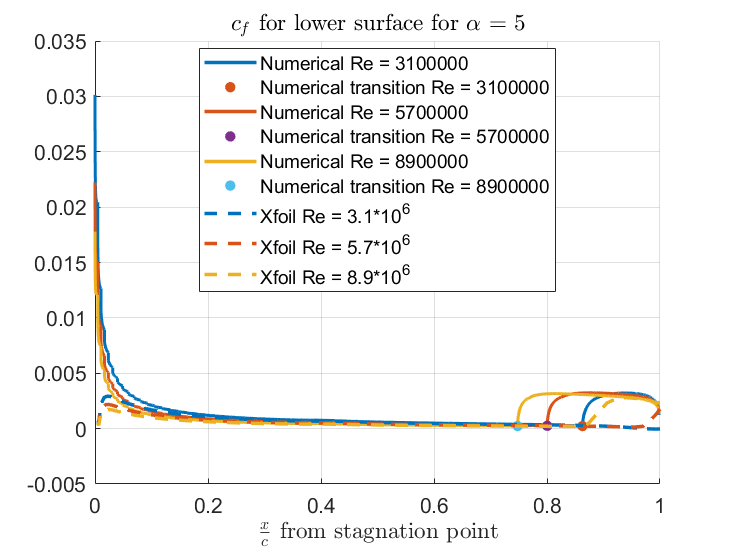 c_f for lower surface for α = 5
0.035
0.03
0.025
0.02
0.015
0.01
0.005
0
-0.005
Numerical Re = 3100000
Numerical transition Re = 3100000
Numerical Re = 5700000
Numerical transition Re = 5700000
Numerical Re = 8900000
Numerical transition Re = 8900000
Xfoil Re = 3.1*10^6
Xfoil Re = 5.7*10^6
Xfoil Re = 8.9*10^6
0 0.2 0.4 0.6 0.8 1
x/c from stagnation point